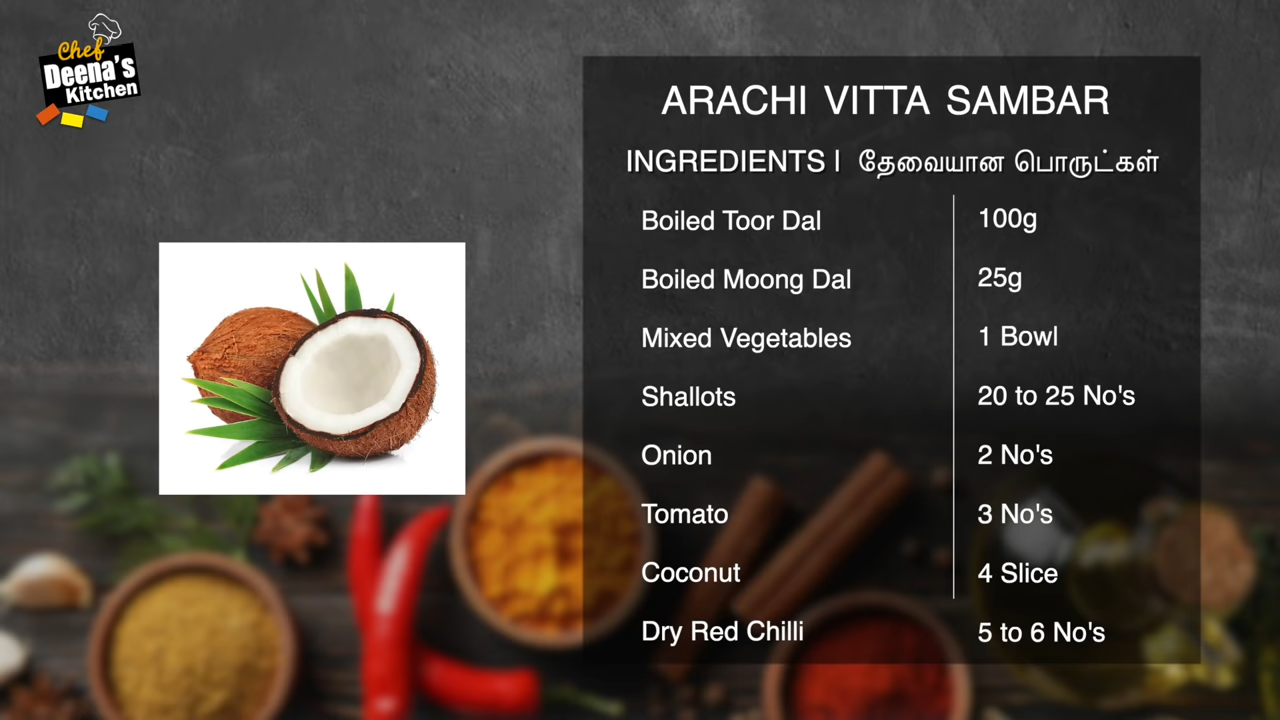 Chef
Deena's
Kitchen
ARACHI VITTA SAMBAR
INGREDIENTS | தேவையான பொருட்கள்
Boiled Toor Dal 100g
Boiled Moong Dal 25g
Mixed Vegetables 1 Bowl
Shallots 20 to 25 No's
Onion 2 No's
Tomato 3 No's
Coconut 4 Slice
Dry Red Chilli 5 to 6 No's